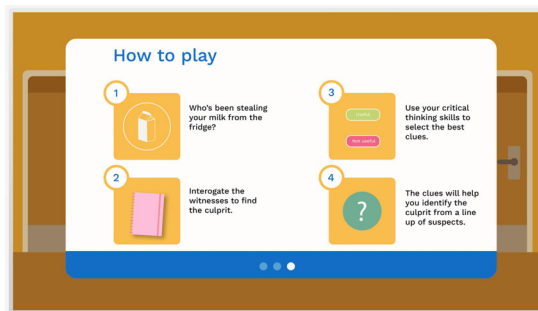 How to play
1
Who's been stealing
your milk from the
fridge?
2
Interogate the
witnesses to find
the culprit.
3
Useful
Not useful
Use your critical
thinking skills to
select the best
clues.
4
?
The clues will help
you identify the
culprit from a line
up of suspects.